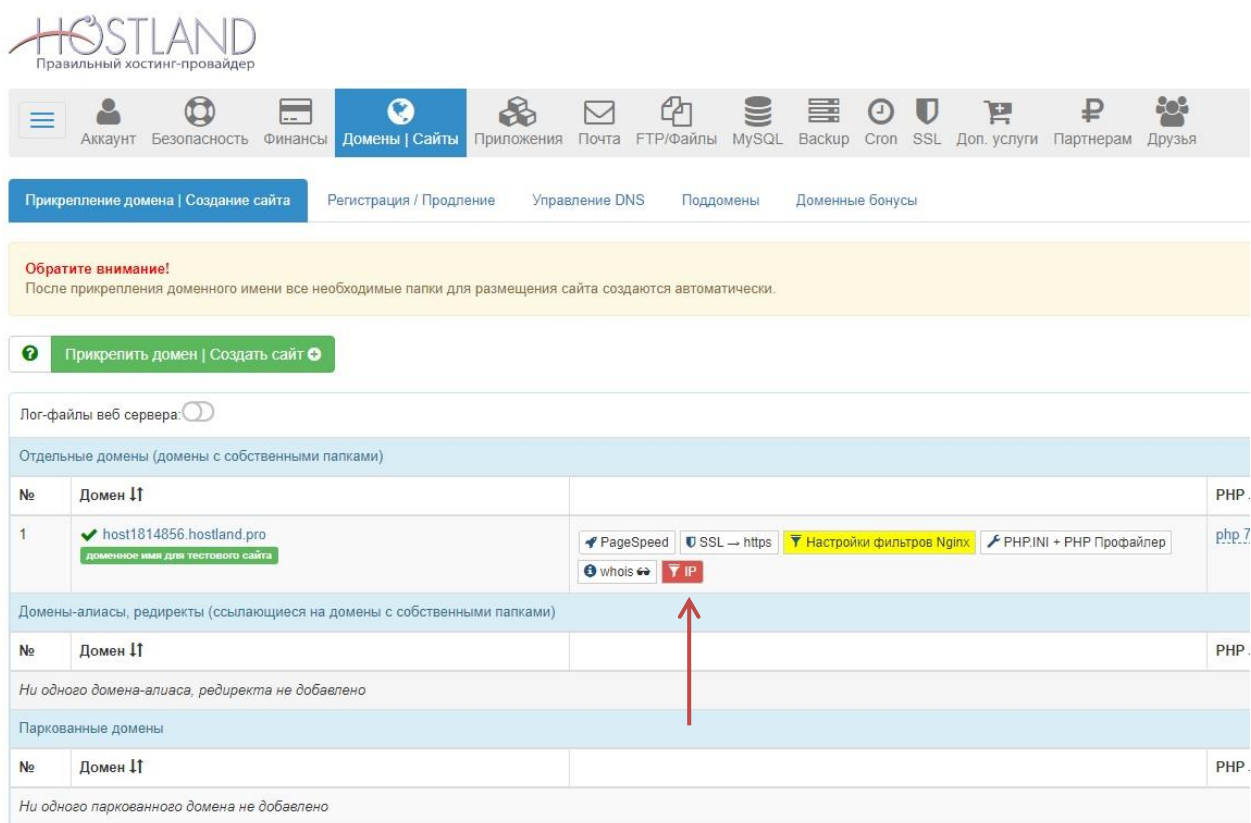 HOSTLAND
Правильный хостинг-провайдер
Аккаунт Безопасность Финансы Домены | Сайты Приложения Почта FTP/Файлы MySQL Backup Cron SSL Доп. услуги Партнерам Друзья
Прикрепление домена | Создание сайта Регистрация / Продление Управление DNS Поддомены Доменные бонусы
Обратите внимание!
После прикрепления доменного имени все необходимые папки для размещения сайта создаются автоматически.
Прикрепить домен | Создать сайт
Лог-файлы веб сервера:
Отдельные домены (домены с собственными папками)
№ Домен PHP
1 host1814856.hostland.pro PageSpeed SSL → https Настройки фильтров Nginx PHP.INI + PHP Профайлер php 7
доменное имя для тестового сайта
whois IP
Домены-алиасы, редиректы (ссылающиеся на домены с собственными папками)
№ Домен PHP
Ни одного домена-алиаса, редиректа не добавлено
Паркованные домены
№ Домен PHP
Ни одного паркованного домена не добавлено